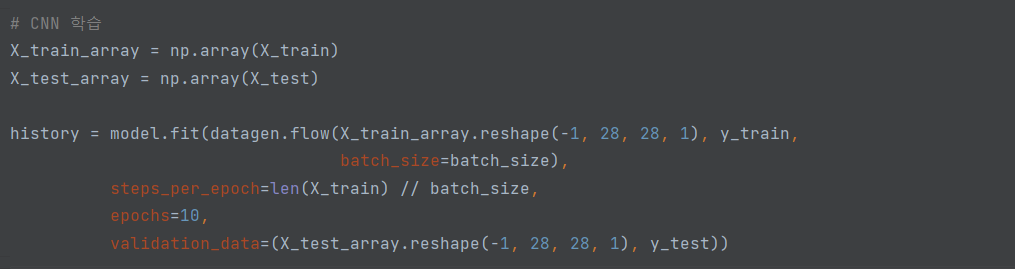 # CNN 학습
X_train_array = np.array(X_train)
X_test_array = np.array(X_test)
history = model.fit(datagen.flow(X_train_array.reshape(-1, 28, 28, 1), y_train,
batch_size=batch_size),
steps_per_epoch=len(X_train) // batch_size,
epochs=10,
validation_data=(X_test_array.reshape(-1, 28, 28, 1), y_test))